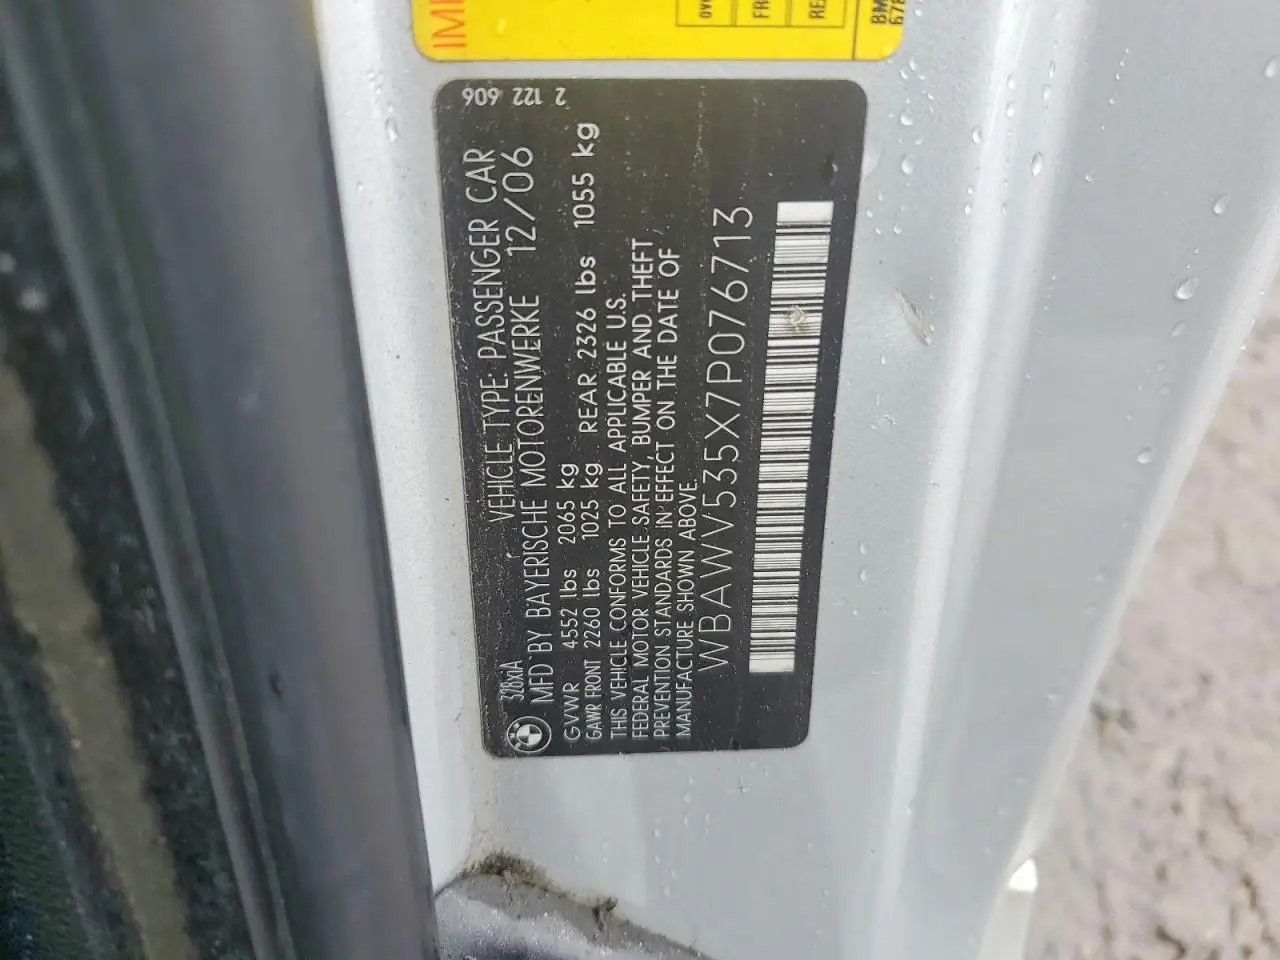 328xiA VEHICLE TYPE: PASSENGER CAR 2 122 606
MFD BY BAYERISCHE MOTORENWERKE 12/06
GVWR 4552 lbs 2065 kg
GAWR FRONT 2260 lbs 1025 kg REAR 2326 lbs 1055 kg
THIS VEHICLE CONFORMS TO ALL APPLICABLE U.S.
FEDERAL MOTOR VEHICLE SAFETY, BUMPER AND THEFT
PREVENTION STANDARDS IN EFFECT ON THE DATE OF
MANUFACTURE SHOWN ABOVE.
WBAWV535X7P076713